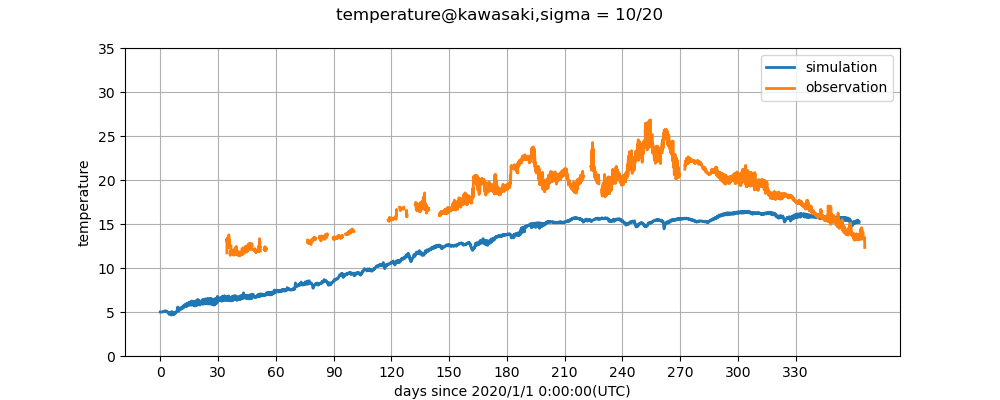 temperature@kawasaki,sigma = 10/20
simulation
observation
temperature
35
30
25
20
15
10
5
0
0 30 60 90 120 150 180 210 240 270 300 330
days since 2020/1/1 0:00:00(UTC)